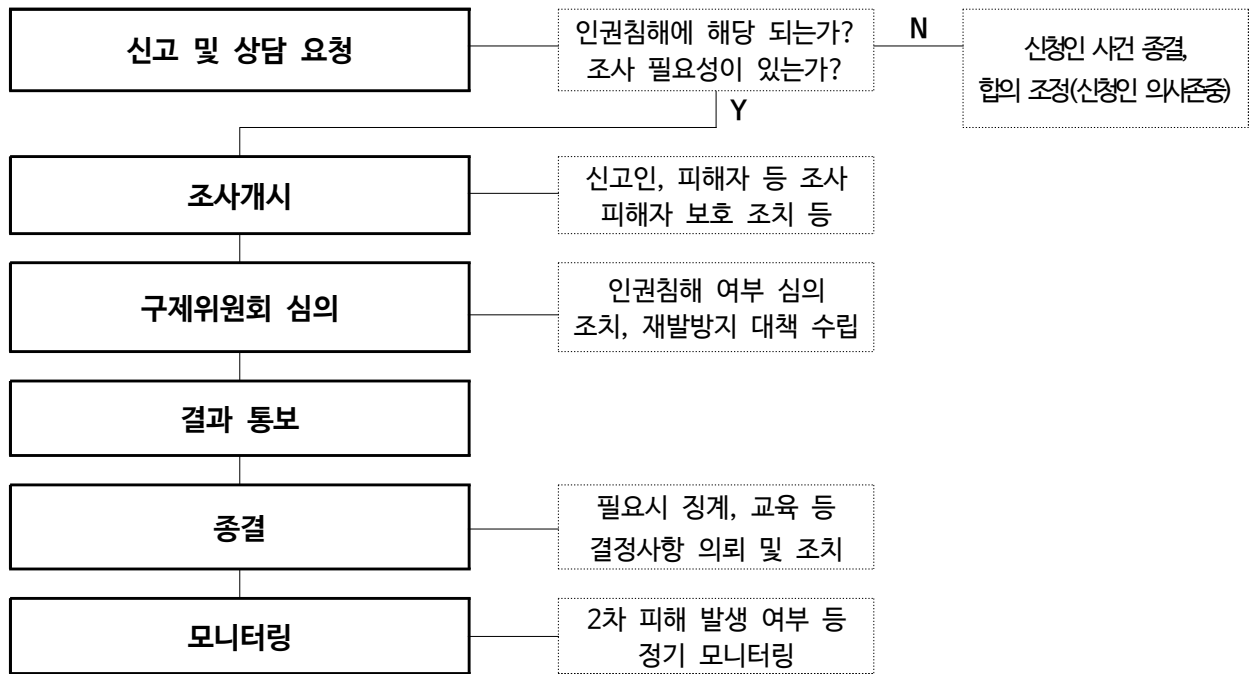 신고 및 상담 요청
인권침해에 해당 되는가?
조사 필요성이 있는가?
N
신청인 사건 종결,
합의 조정(신청인 의사존중)
Y
조사개시
신고인, 피해자 등 조사
피해자 보호 조치 등
구제위원회 심의
인권침해 여부 심의
조치, 재발방지 대책 수립
결과 통보
종결
필요시 징계, 교육 등
결정사항 의뢰 및 조치
모니터링
2차 피해 발생 여부 등
정기 모니터링